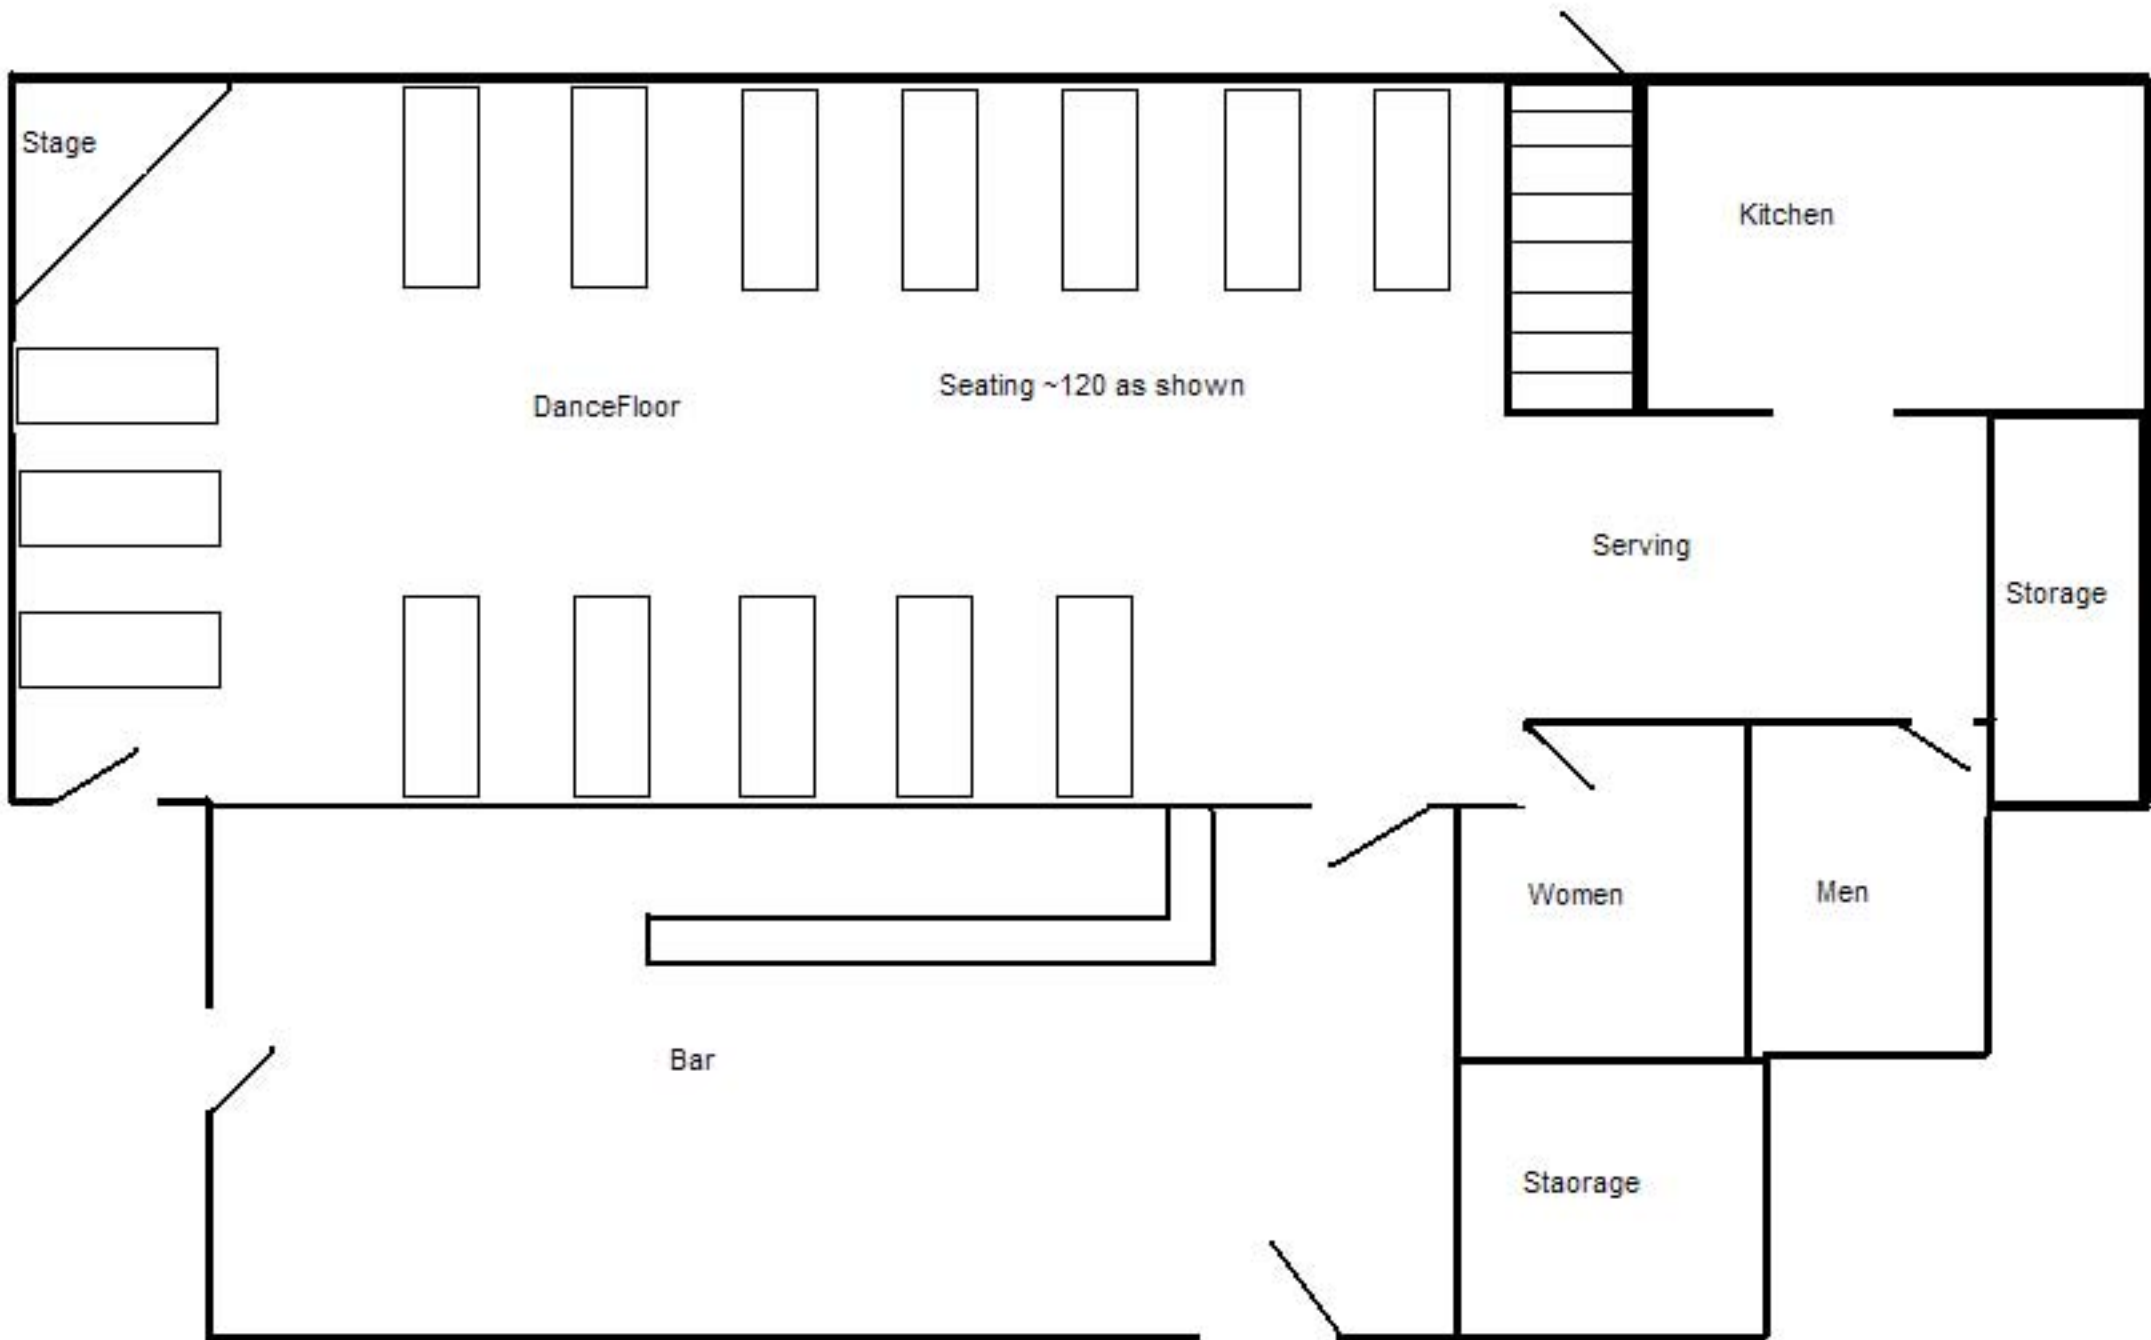 Stage
Kitchen
Seating ~120 as shown
DanceFloor
Serving
Storage
Women
Men
Bar
Staorage